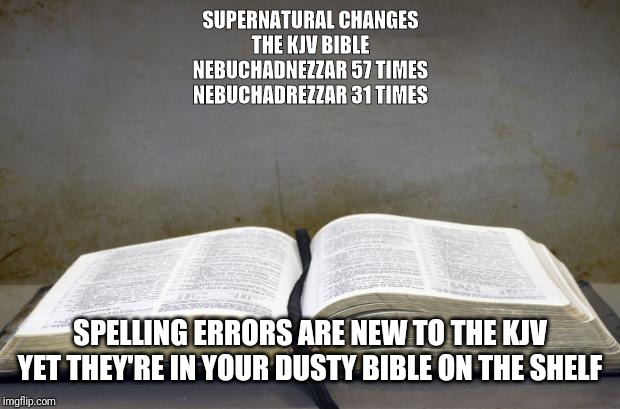 SUPERNATURAL CHANGES
THE KJV BIBLE
NEBUCHADNEZZAR 57 TIMES
NEBUCHADREZZAR 31 TIMES
SPELLING ERRORS ARE NEW TO THE KJV
YET THEY'RE IN YOUR DUSTY BIBLE ON THE SHELF
imgflip.com